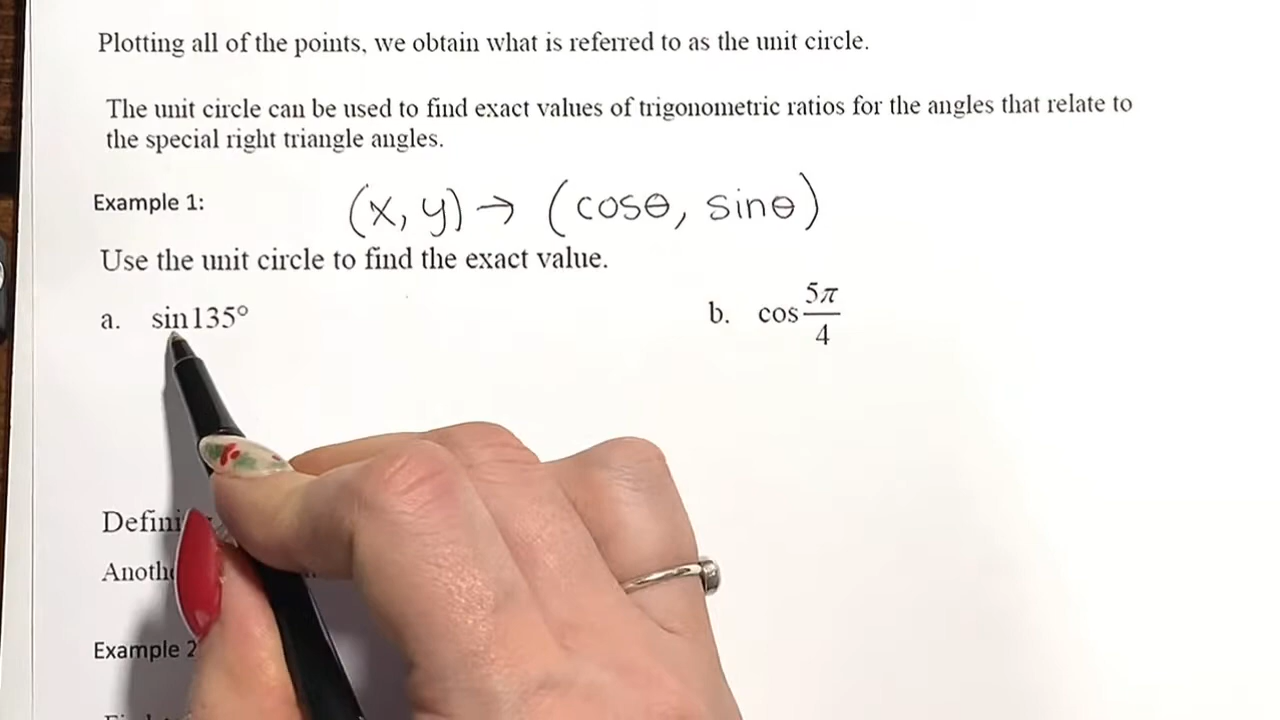 Plotting all of the points, we obtain what is referred to as the unit circle.
The unit circle can be used to find exact values of trigonometric ratios for the angles that relate to
the special right triangle angles.
Example 1:
(x, y) → (cosθ, sinθ)
Use the unit circle to find the exact value.
a. sin135°
b. cos 5π/4
Example 2